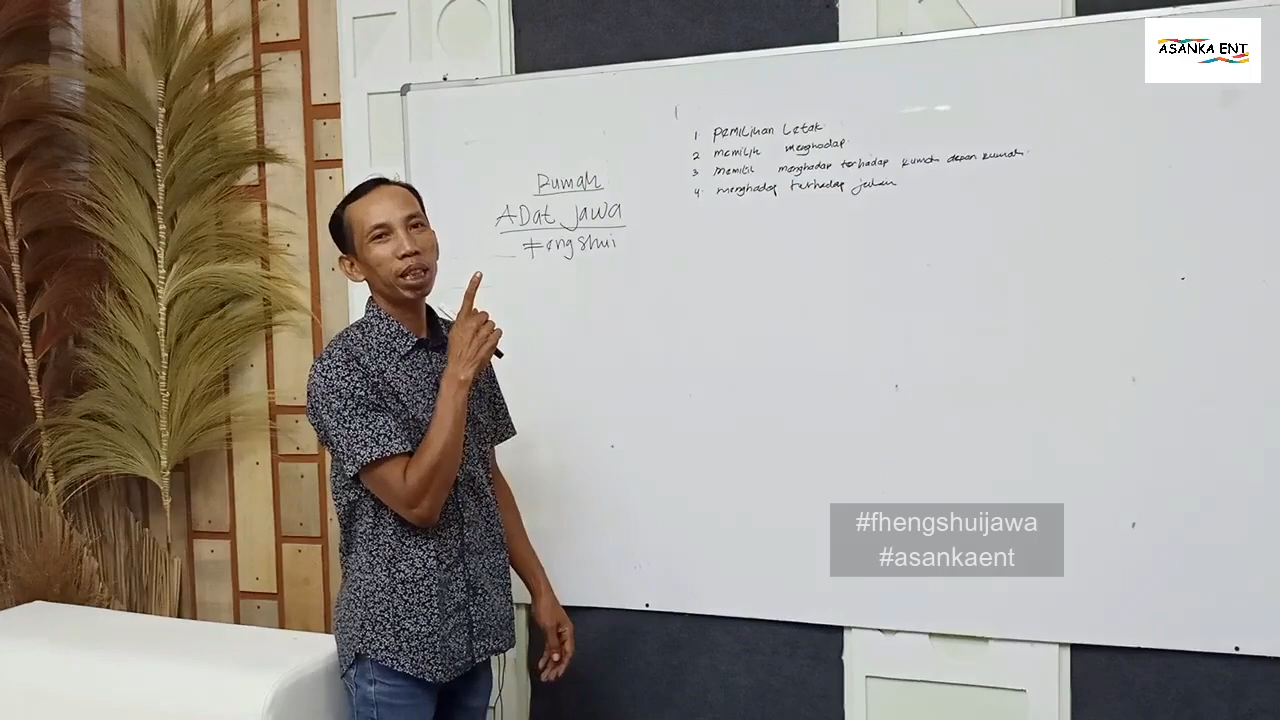 ASANKA ENT
Rumah
ADat Jawa
Fengshui
1. pemilihan Letak
2 memilih menghadap
3 memilih menghadap terhadap rumah depan rumah
4. menghadap terhadap jalan
#fhengshuijawa
#asankaent